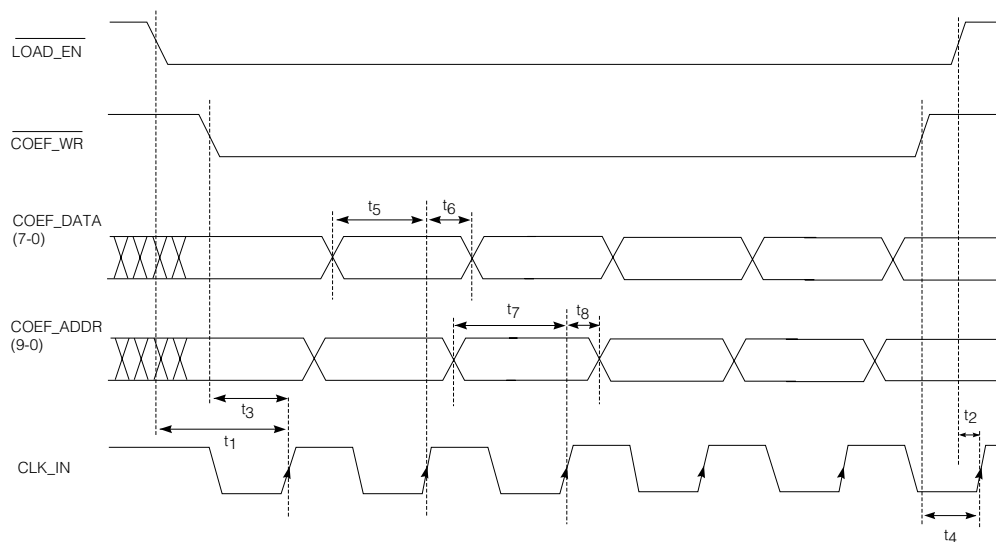 LOAD_EN
COEF_WR
COEF_DATA
(7-0)
t5
t6
COEF_ADDR
(9-0)
t7
t8
t3
t1
t2
CLK_IN
t4